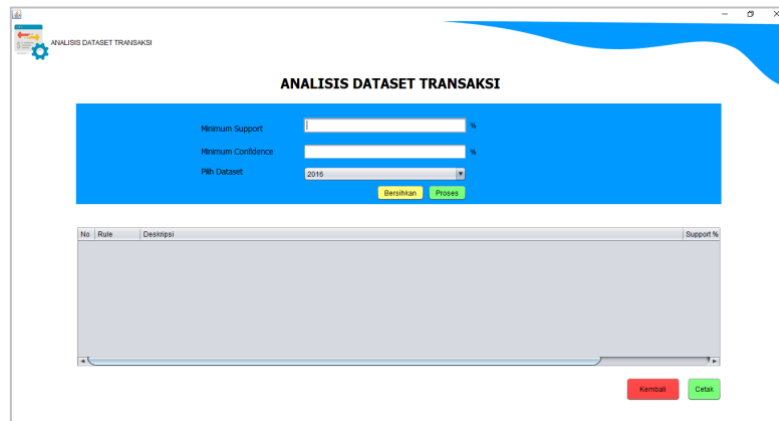 ANALISIS DATASET TRANSAKSI
ANALISIS DATASET TRANSAKSI
Minimum Support %
Minimum Confidence %
Pilih Dataset 2016
Bersihkan Proses
No Rule Deskripsi Support %
Kembali Cetak